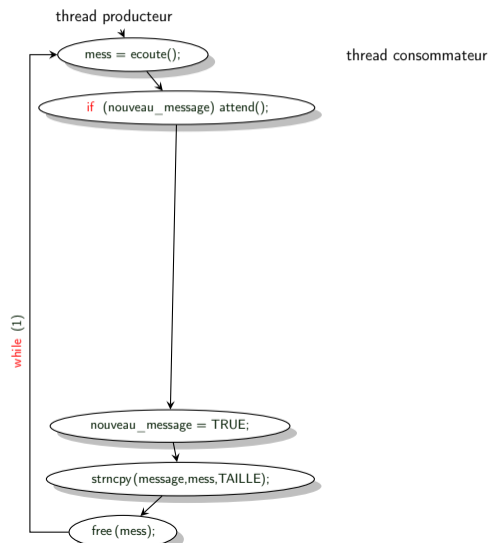 thread producteur
mess = ecoute();
thread consommateur
if (nouveau_message) attend();
while (1)
nouveau_message = TRUE;
strncpy(message,mess,TAILLE);
free(mess);